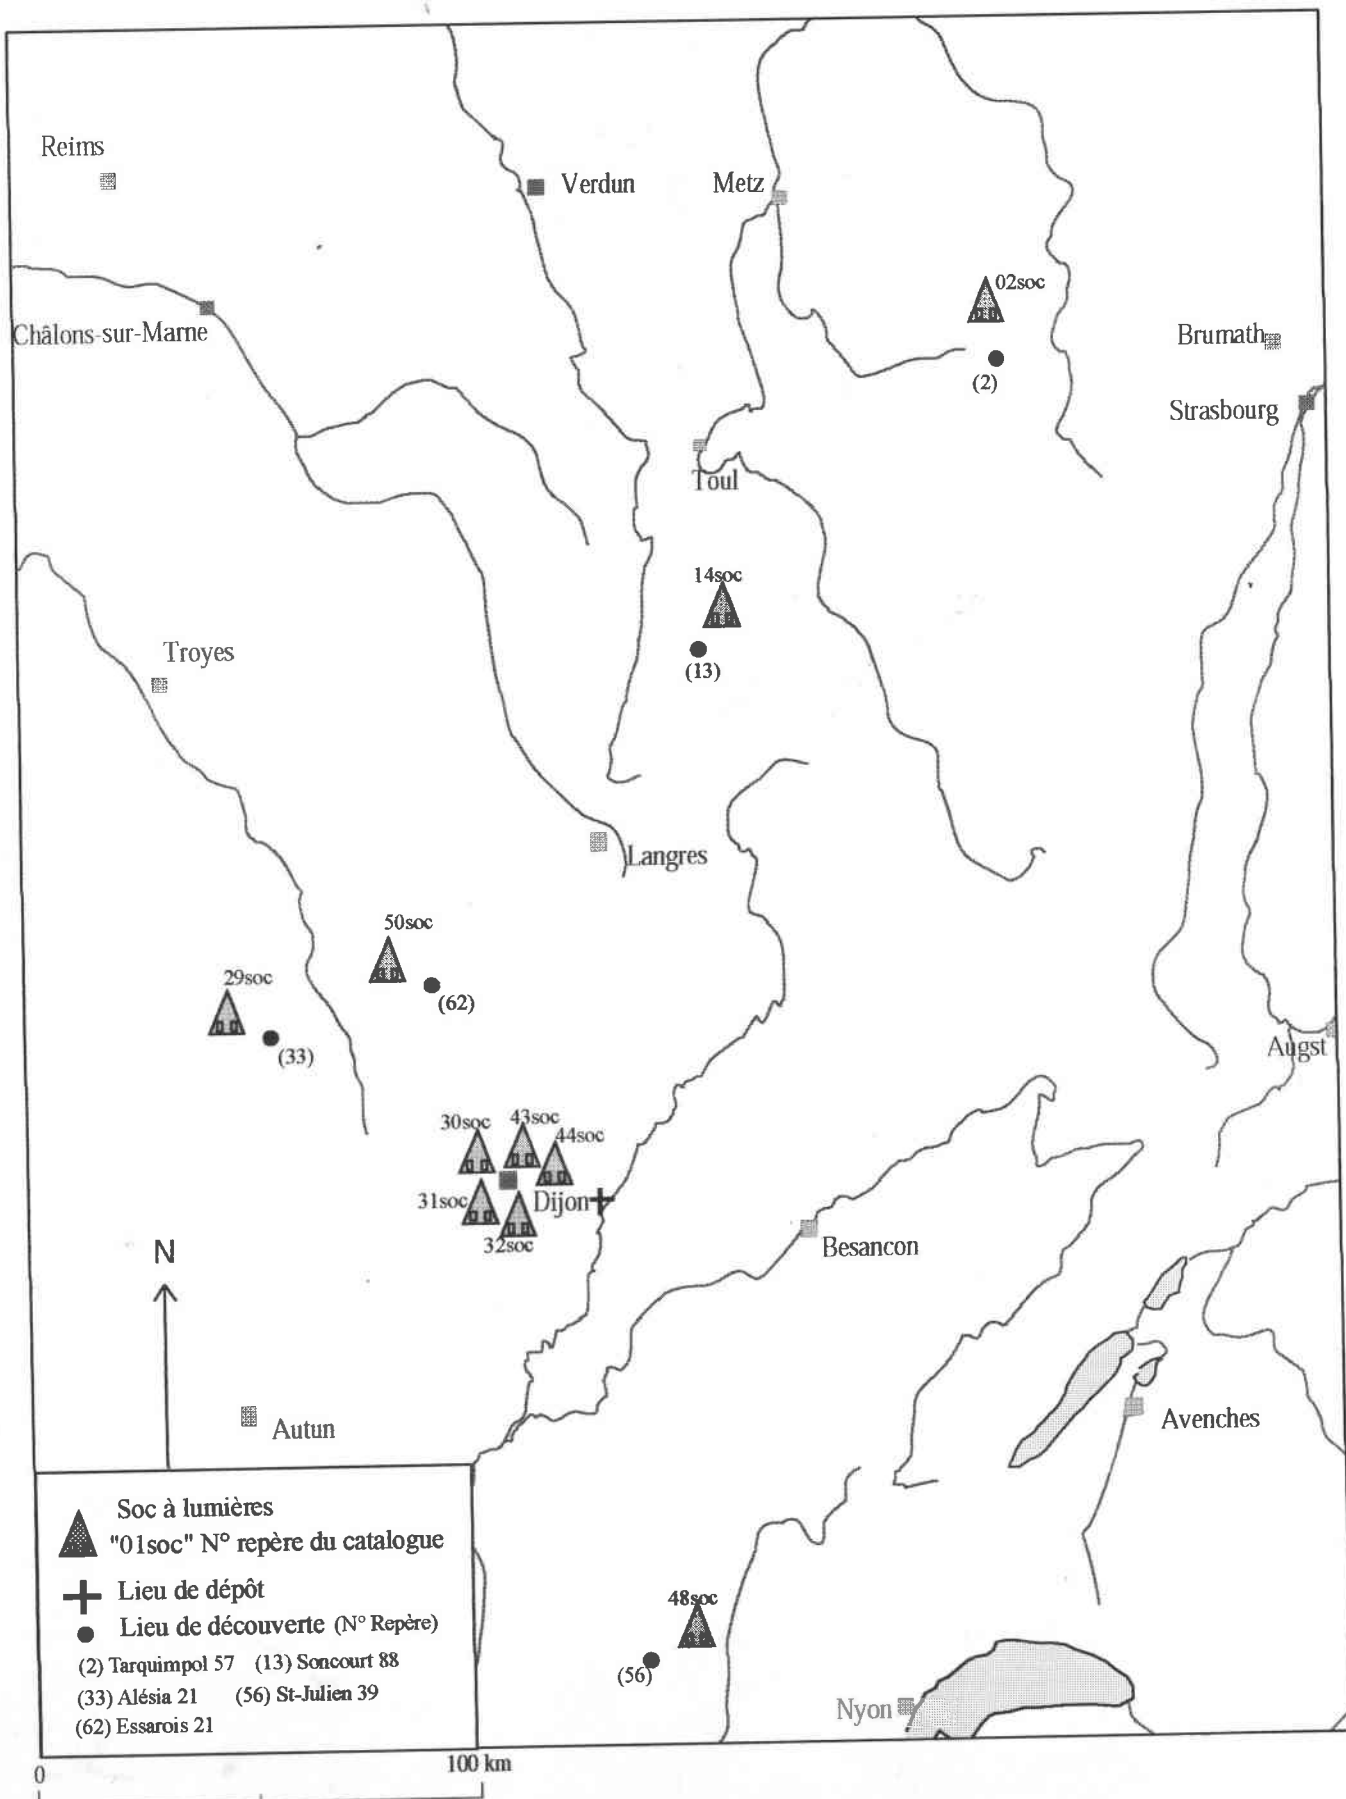 Reims
Verdun
Metz
02soc
Châlons-sur-Marne
Brumath
(2)
Strasbourg
Toul
14soc
Troyes
(13)
Langres
50soc
29soc
(62)
(33)
Augst
30soc
43soc
44soc
31soc
Dijon
32soc
N
Besançon
Autun
Avenches
Soc à lumières
"01soc" N° repère du catalogue
Lieu de dépôt
Lieu de découverte (N° Repère)
(2) Tarquimpol 57 (13) Soncourt 88
(33) Alésia 21 (56) St-Julien 39
(62) Essarois 21
48soc
(56)
Nyon
0
100 km